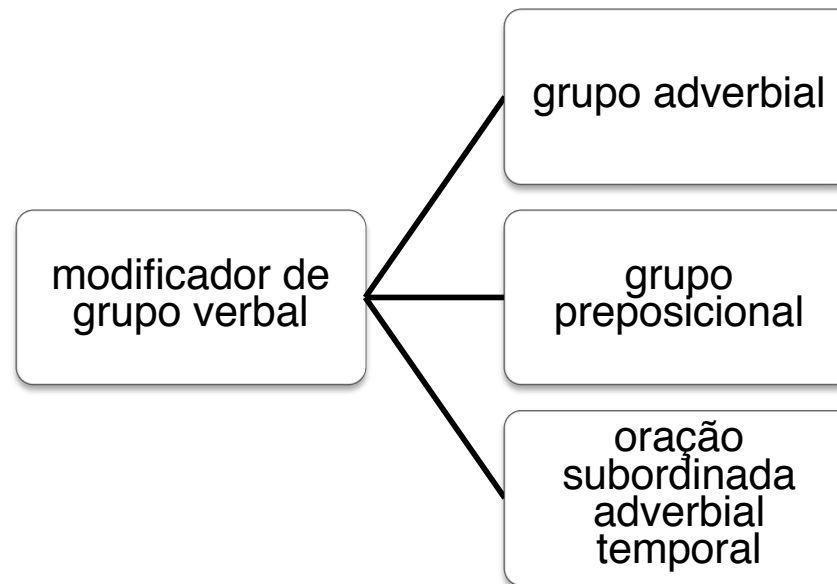 grupo adverbial
modificador de
grupo verbal
grupo
preposicional
oração
subordinada
adverbial
temporal